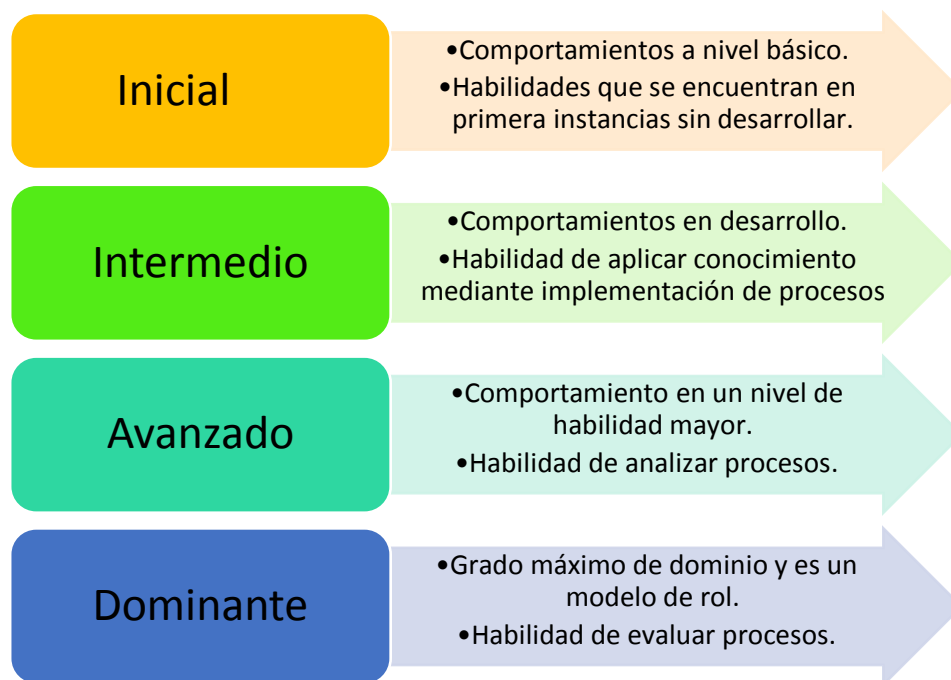 Inicial
•Comportamientos a nivel básico.
•Habilidades que se encuentran en
primera instancias sin desarrollar.
Intermedio
•Comportamientos en desarrollo.
•Habilidad de aplicar conocimiento
mediante implementación de procesos
Avanzado
•Comportamiento en un nivel de
habilidad mayor.
•Habilidad de analizar procesos.
Dominante
•Grado máximo de dominio y es un
modelo de rol.
•Habilidad de evaluar procesos.